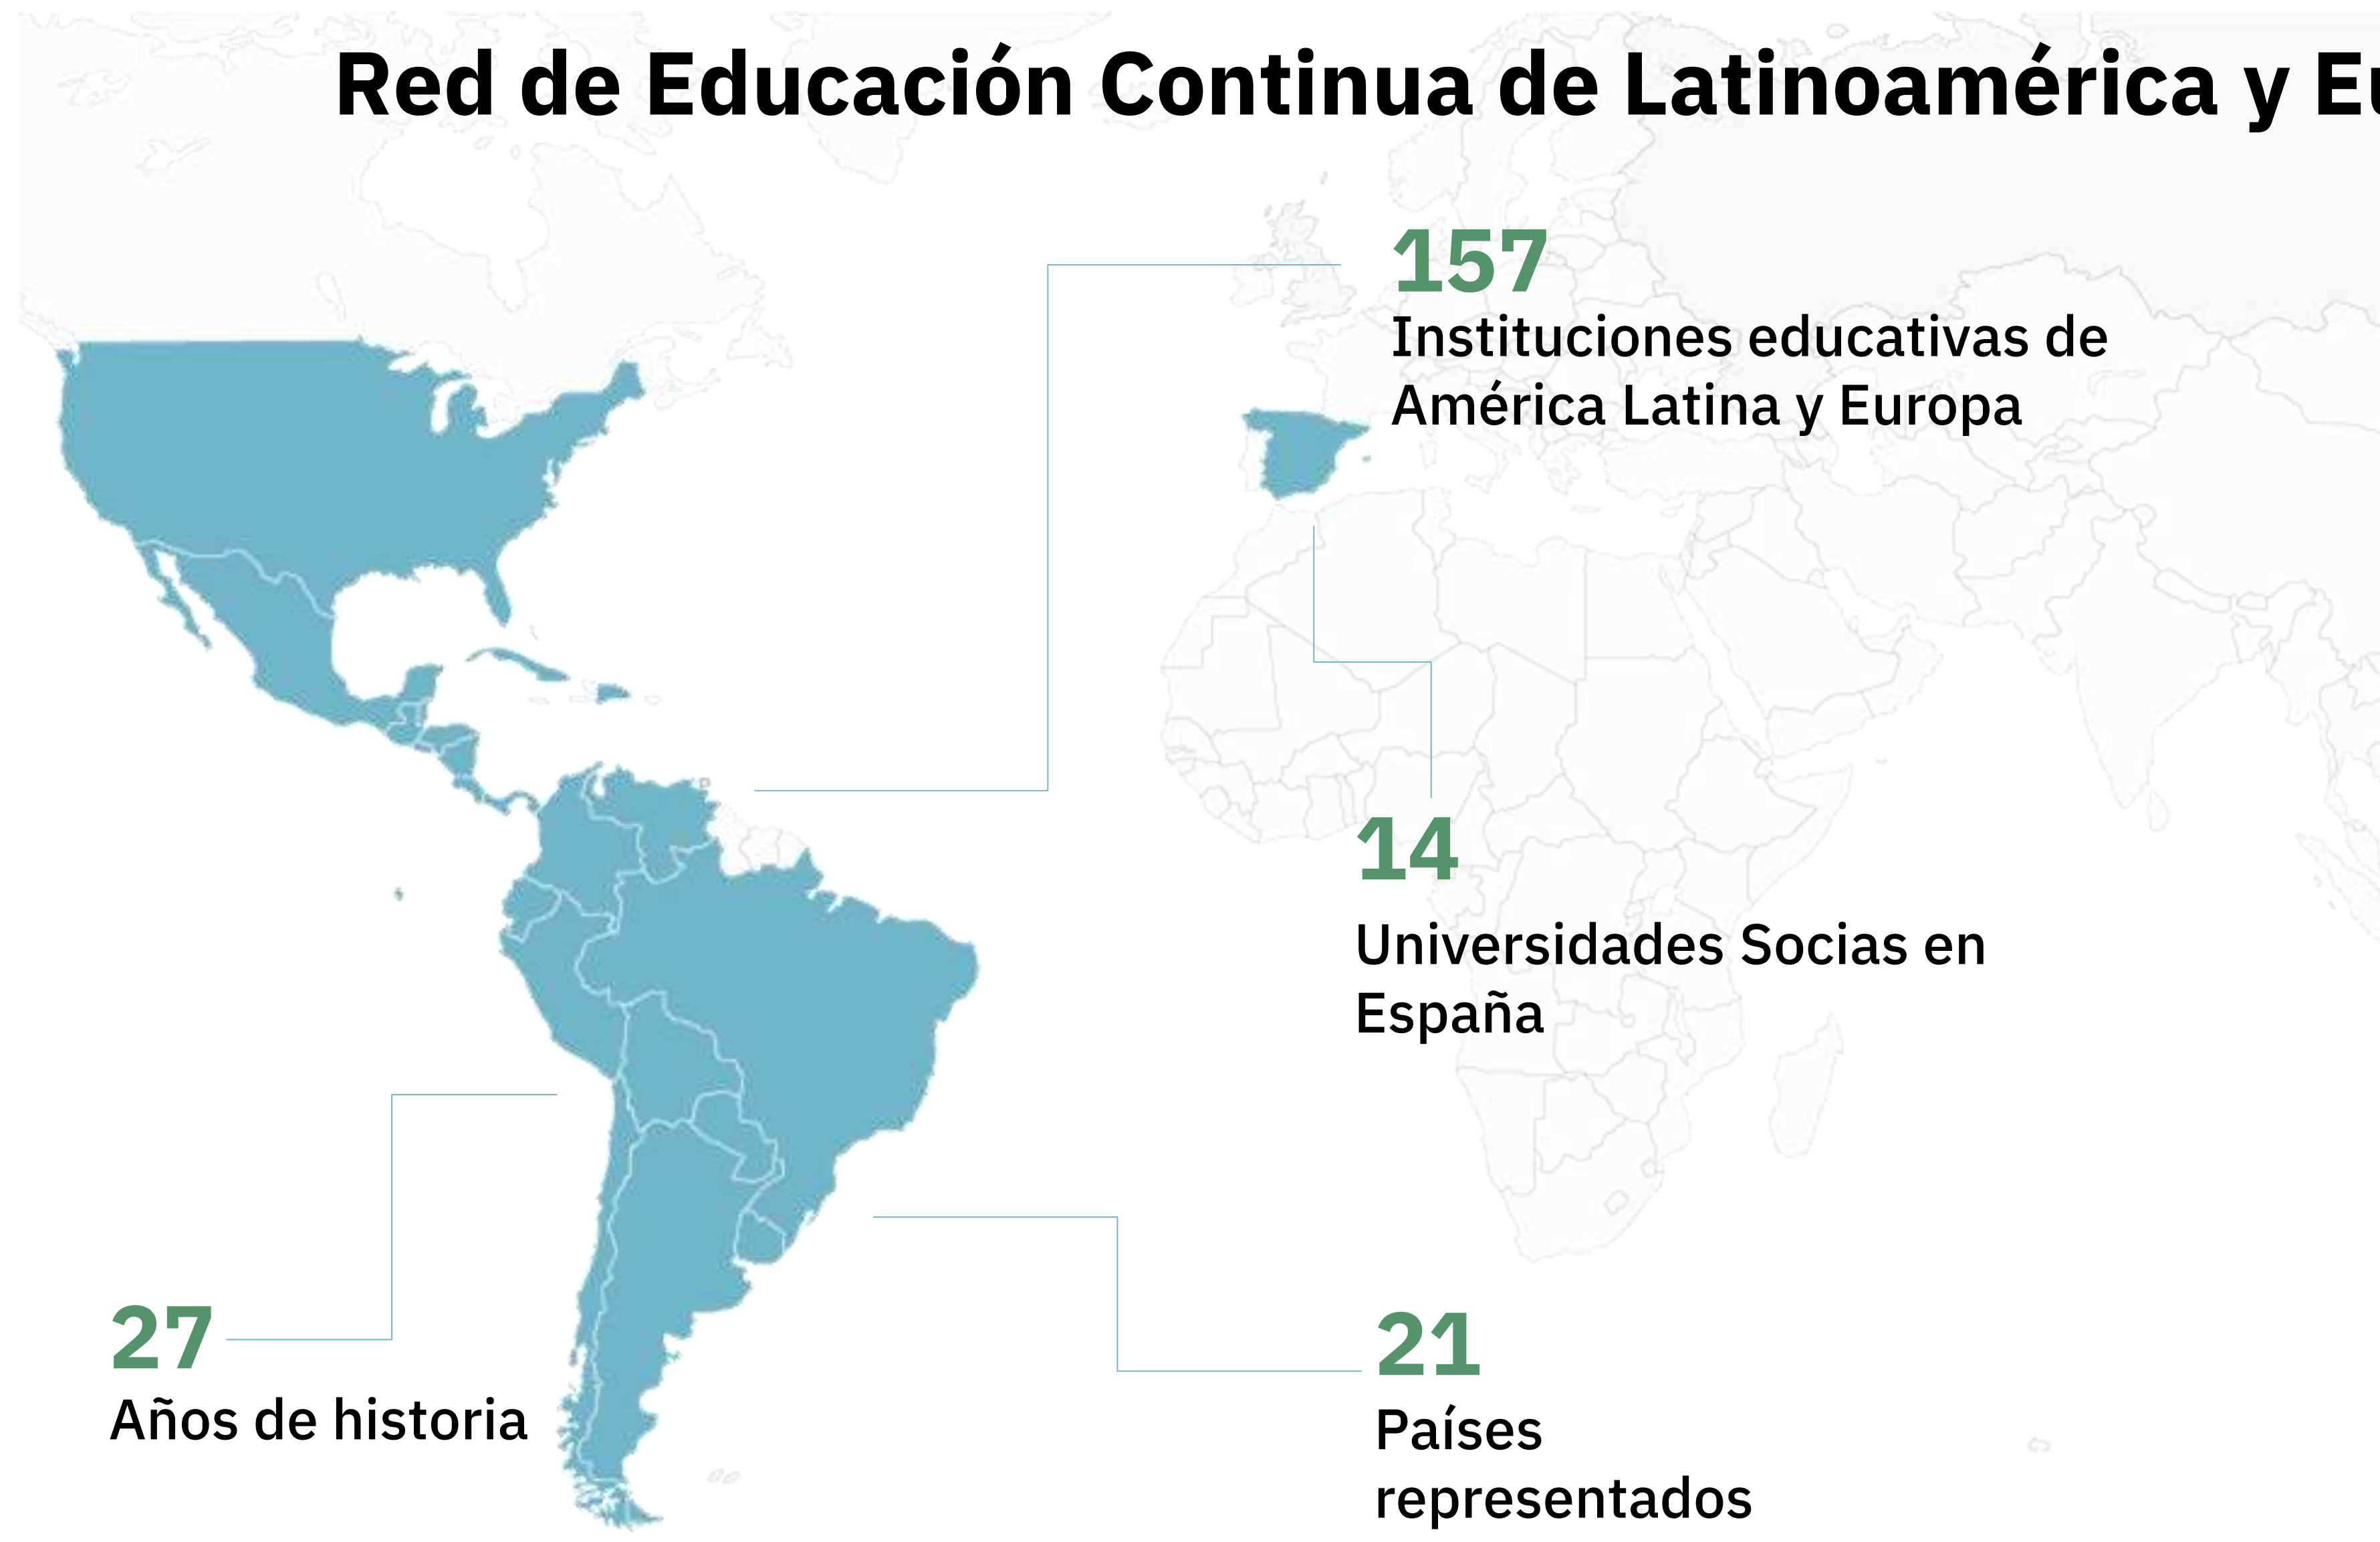 Red de Educación Continua de Latinoamérica y
157
Instituciones educativas de
América Latina y Europa
14
Universidades Socias en
España
27
Años de historia
21
Países
representados